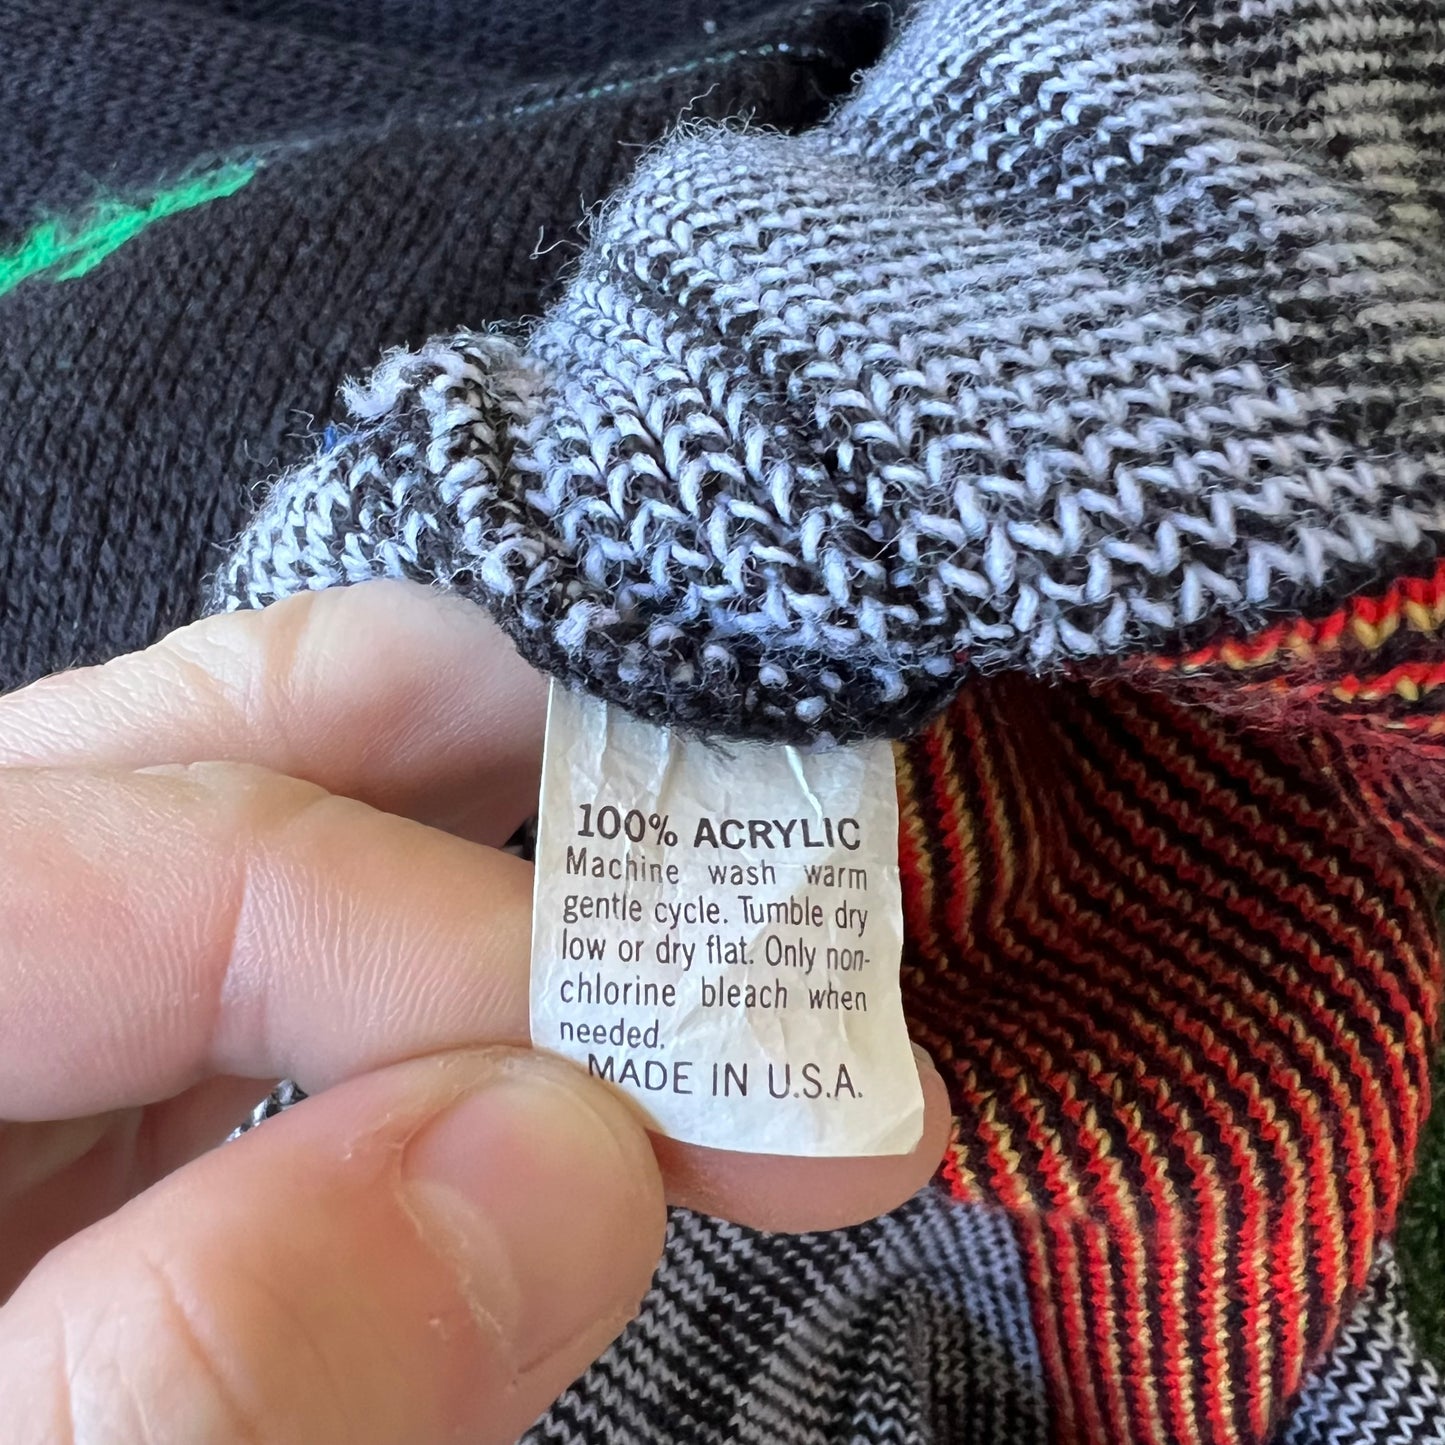 100% ACRYLIC
Machine wash warm
gentle cycle. Tumble dry
low or dry flat. Only non-
chlorine bleach when
needed.
MADE IN U.S.A.